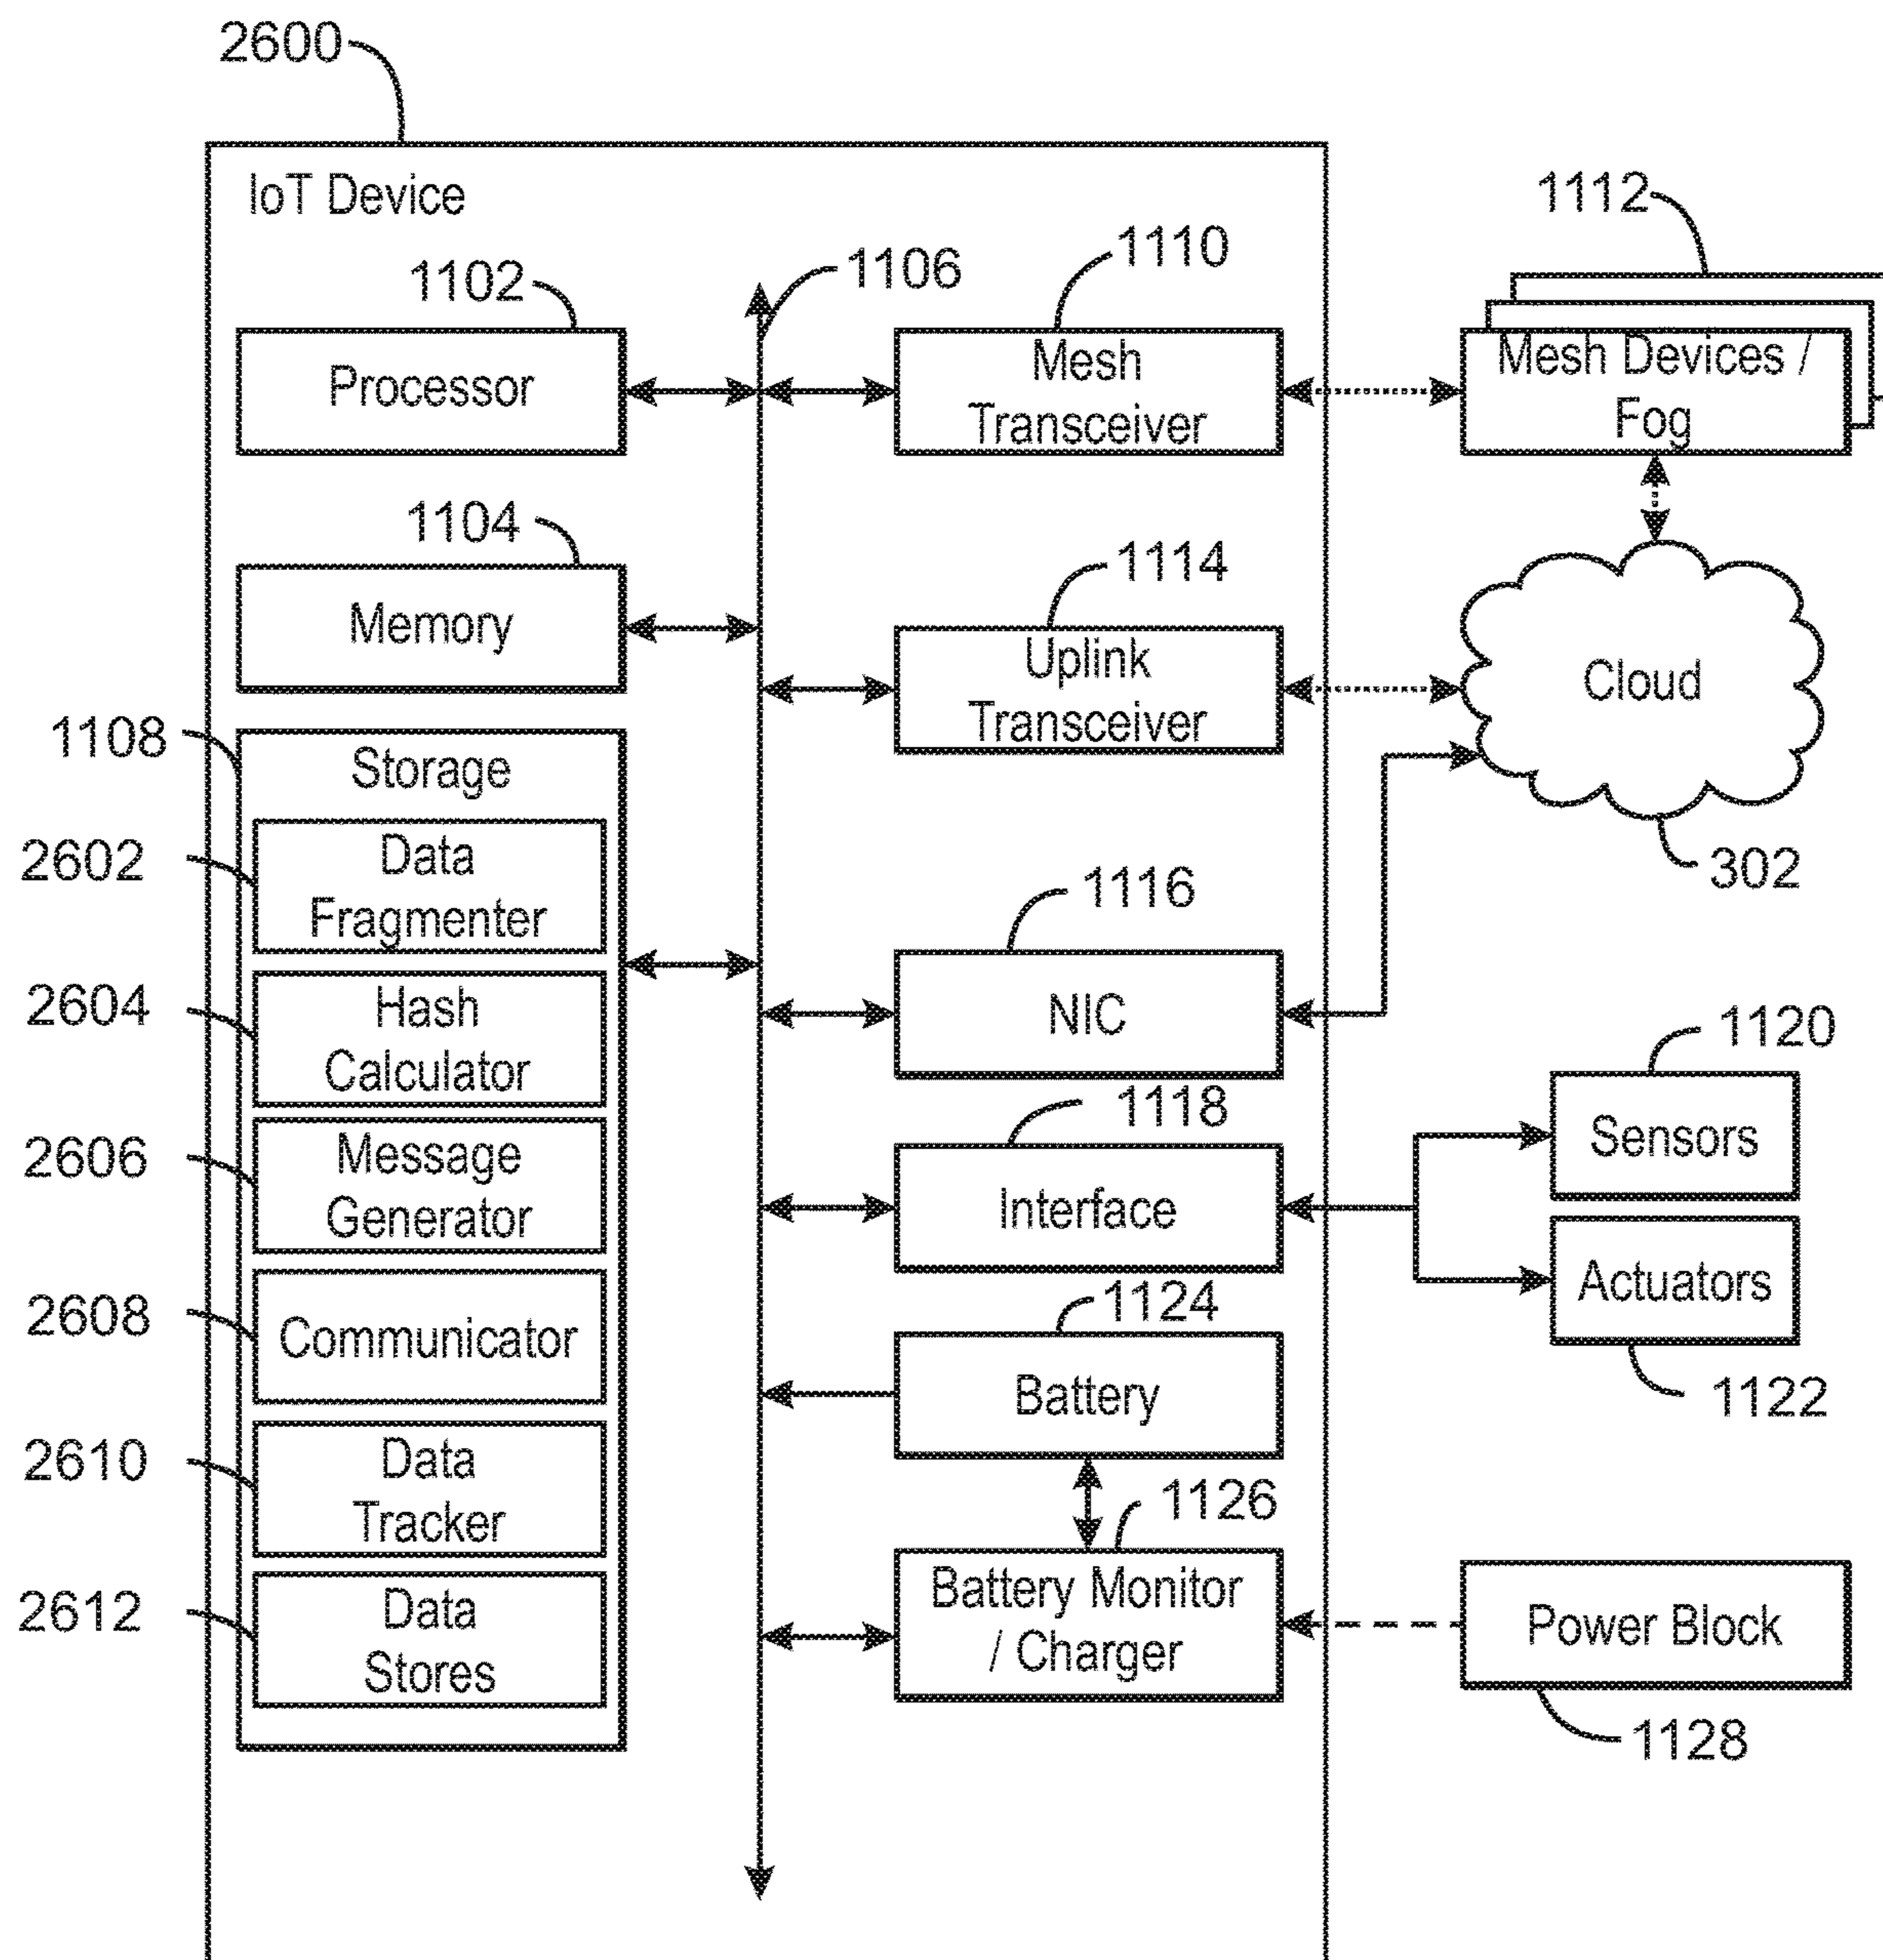 2600
IoT Device
1112
1110
1106
1102
Processor
Mesh
Transceiver
Mesh Devices /
Fog
1104
Memory
1114
Uplink
Transceiver
Cloud
302
1108
Storage
2602
Data
Fragmenter
1116
NIC
2604
Hash
Calculator
1120
Sensors
1118
Interface
2606
Message
Generator
Actuators
1122
1124
Battery
2608
Communicator
2610
Data
Tracker
1126
Battery Monitor
/ Charger
Power Block
1128
2612
Data
Stores